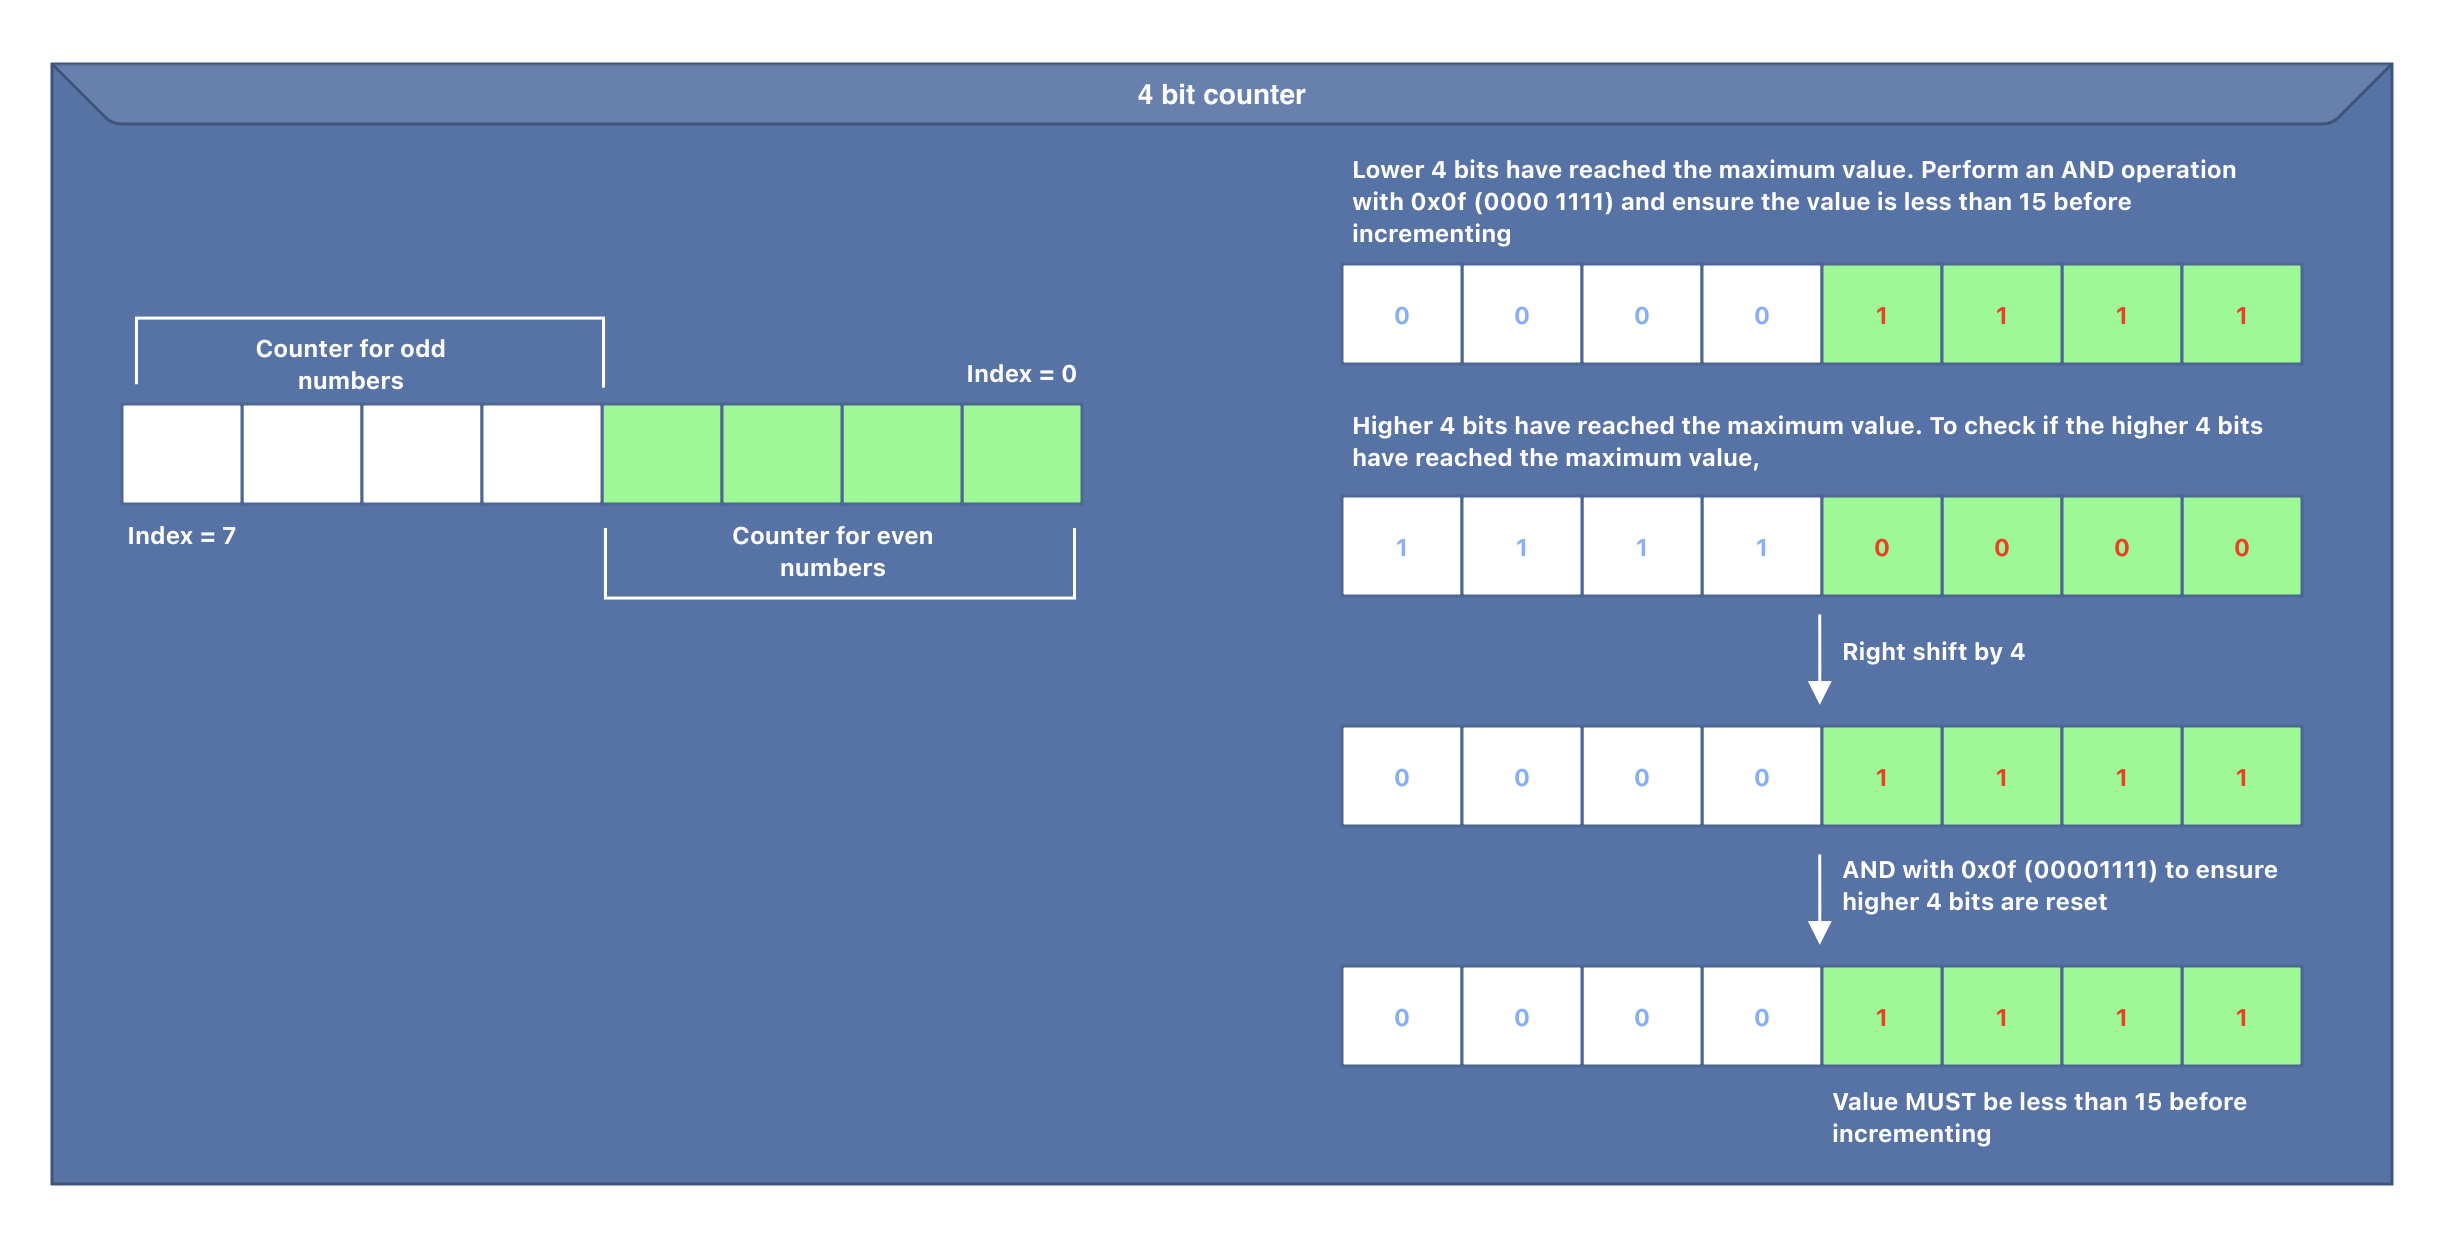 4 bit counter
Counter for odd
numbers
Index = 0
Index = 7
Counter for even
numbers
Lower 4 bits have reached the maximum value. Perform an AND operation
with 0x0f (0000 1111) and ensure the value is less than 15 before
incrementing
0 0 0 0 1 1 1 1
Higher 4 bits have reached the maximum value. To check if the higher 4 bits
have reached the maximum value,
1 1 1 1 0 0 0 0
Right shift by 4
0 0 0 0 1 1 1 1
AND with 0x0f (00001111) to ensure
higher 4 bits are reset
0 0 0 0 1 1 1 1
Value MUST be less than 15 before
incrementing